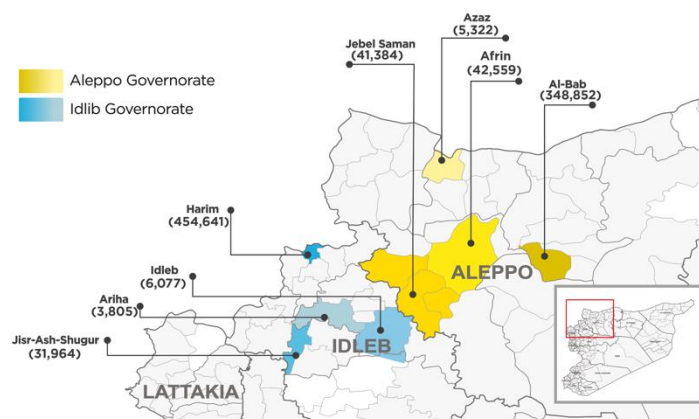 Azaz
(5,322)
Jebel Saman
(41,384)
Afrin
(42,559)
Al-Bab
(348,852)
Aleppo Governorate
Idlib Governorate
Harim
(454,641)
Idleb
(6,077)
Ariha
(3,805)
Jisr-Ash-Shugur
(31,964)
ALEPPO
IDLEB
LATTAKIA